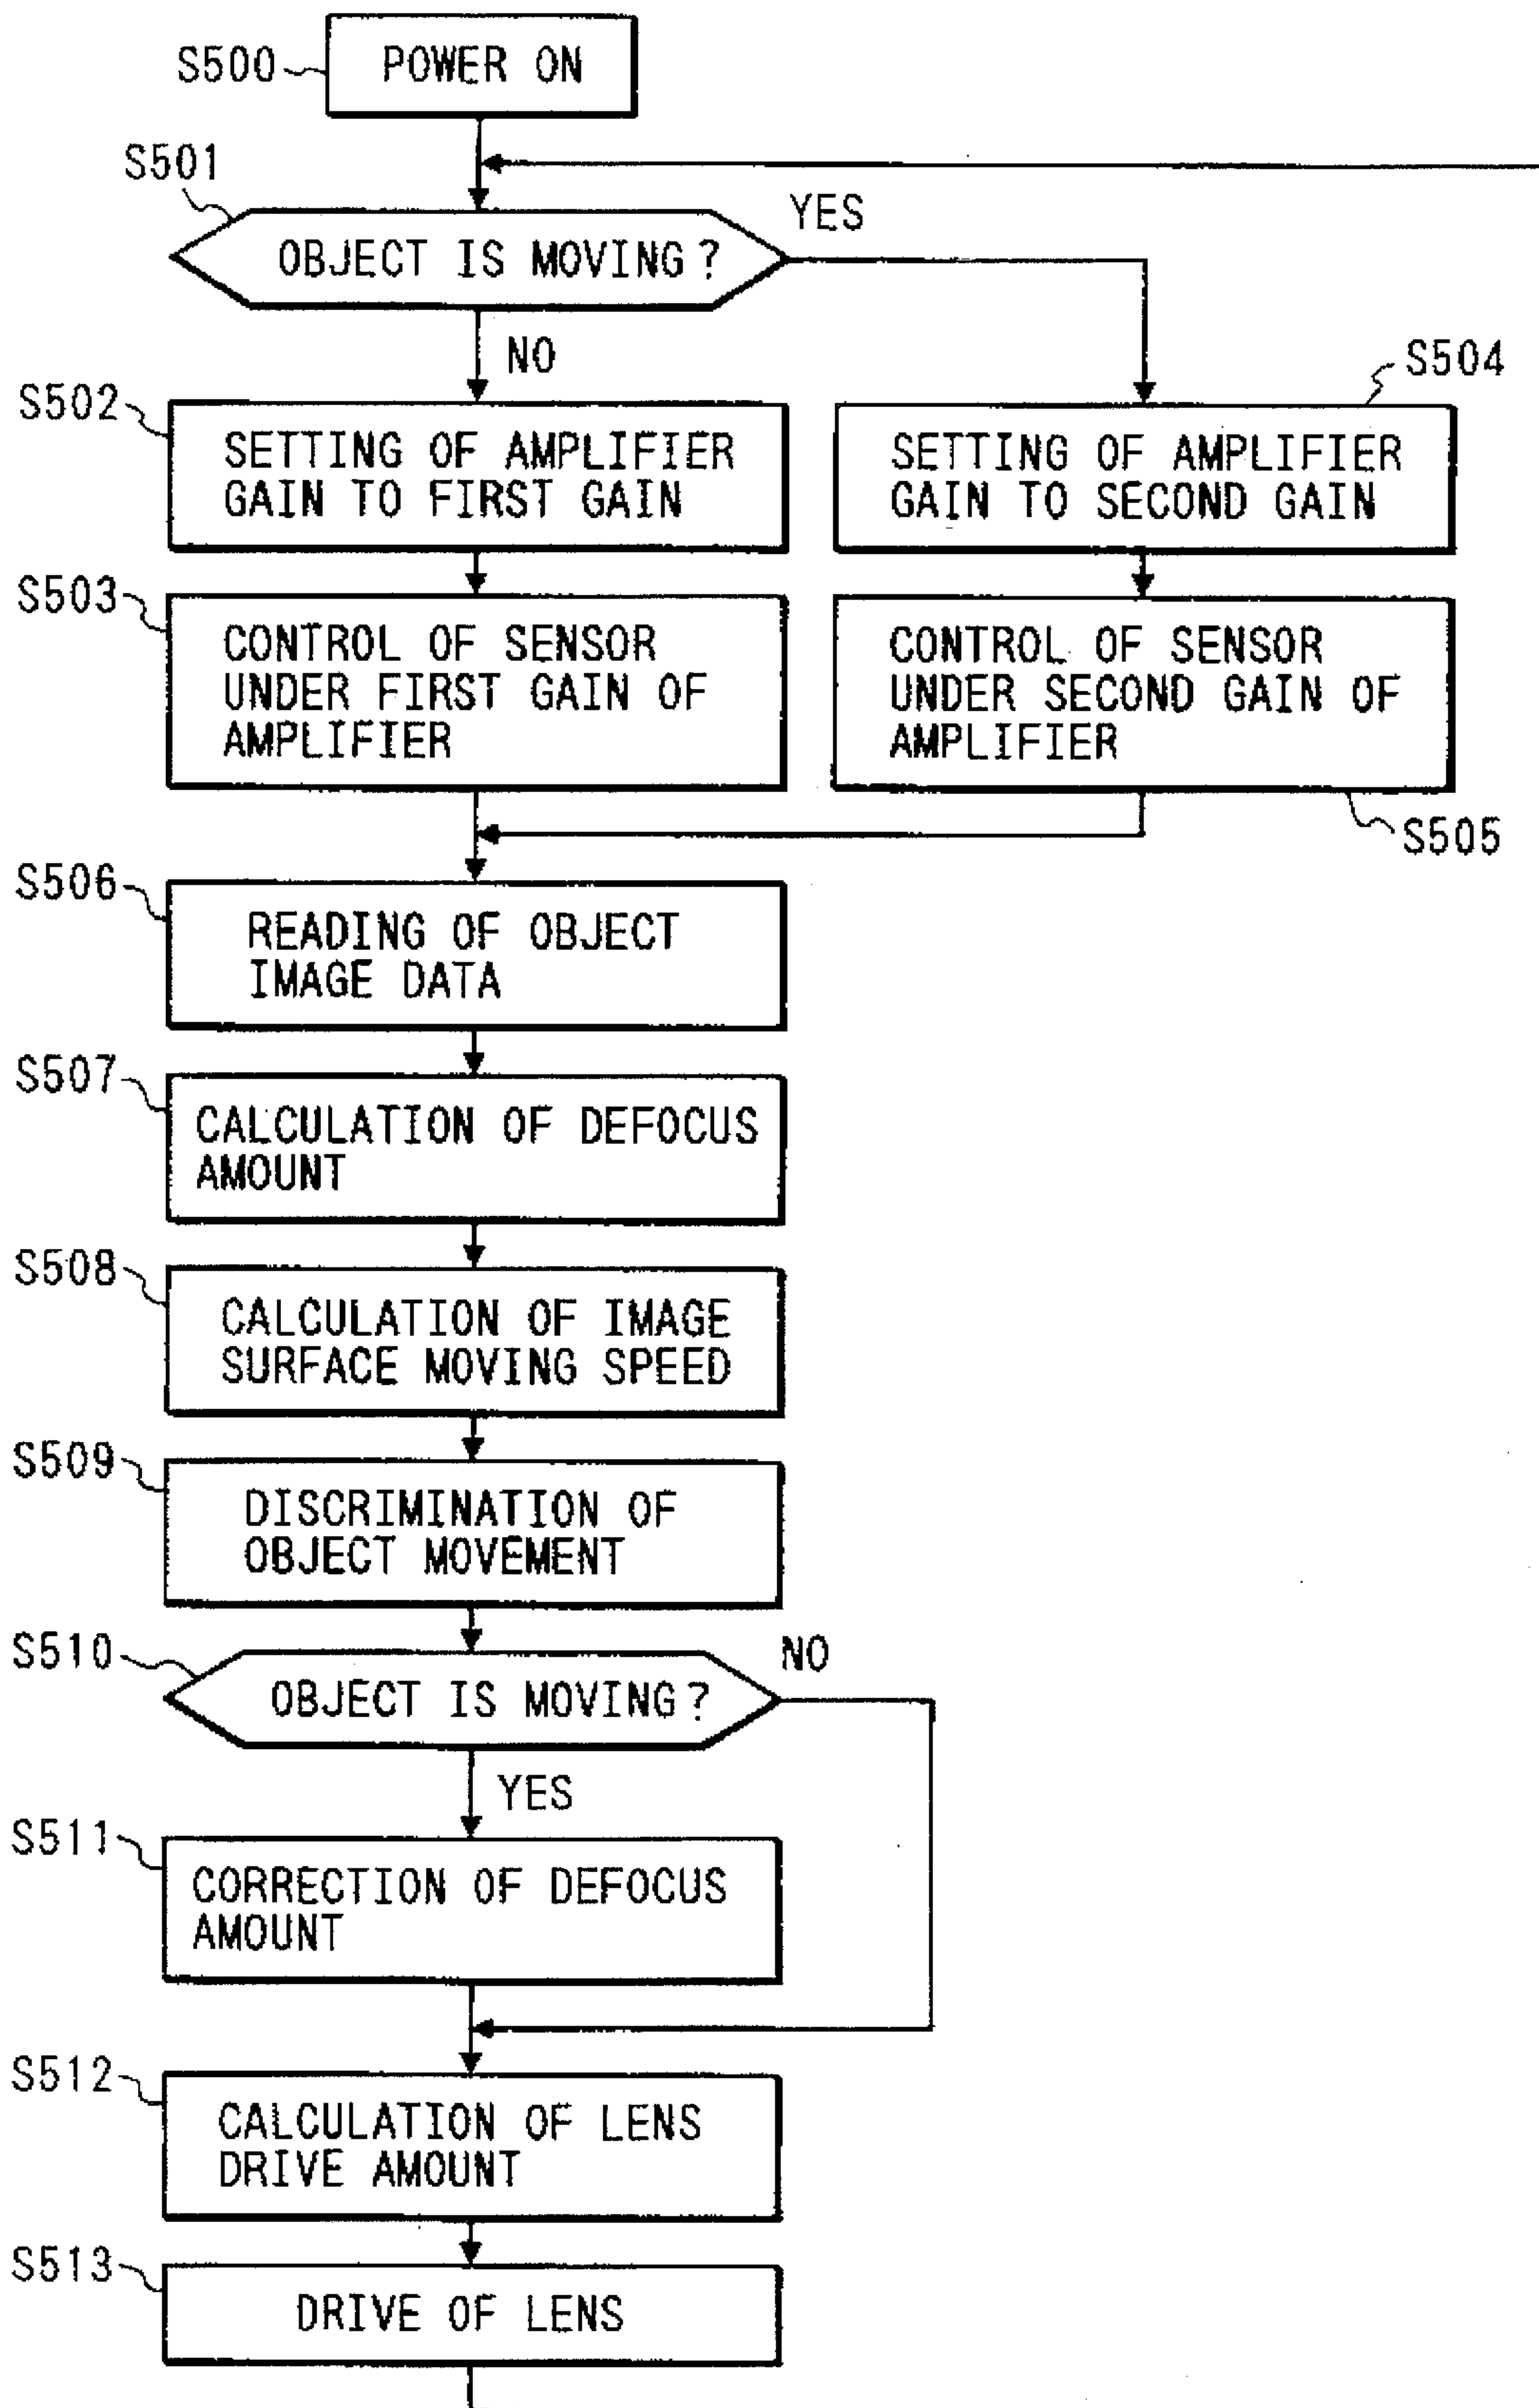 S500
POWER ON
S501
YES
OBJECT IS MOVING?
NO
S502
SETTING OF AMPLIFIER
GAIN TO FIRST GAIN
S504
SETTING OF AMPLIFIER
GAIN TO SECOND GAIN
S503
CONTROL OF SENSOR
UNDER FIRST GAIN OF
AMPLIFIER
CONTROL OF SENSOR
UNDER SECOND GAIN OF
AMPLIFIER
S505
S506
READING OF OBJECT
IMAGE DATA
S507
CALCULATION OF DEFOCUS
AMOUNT
S508
CALCULATION OF IMAGE
SURFACE MOVING SPEED
S509
DISCRIMINATION OF
OBJECT MOVEMENT
S510
NO
OBJECT IS MOVING?
YES
S511
CORRECTION OF DEFOCUS
AMOUNT
S512
CALCULATION OF LENS
DRIVE AMOUNT
S513
DRIVE OF LENS